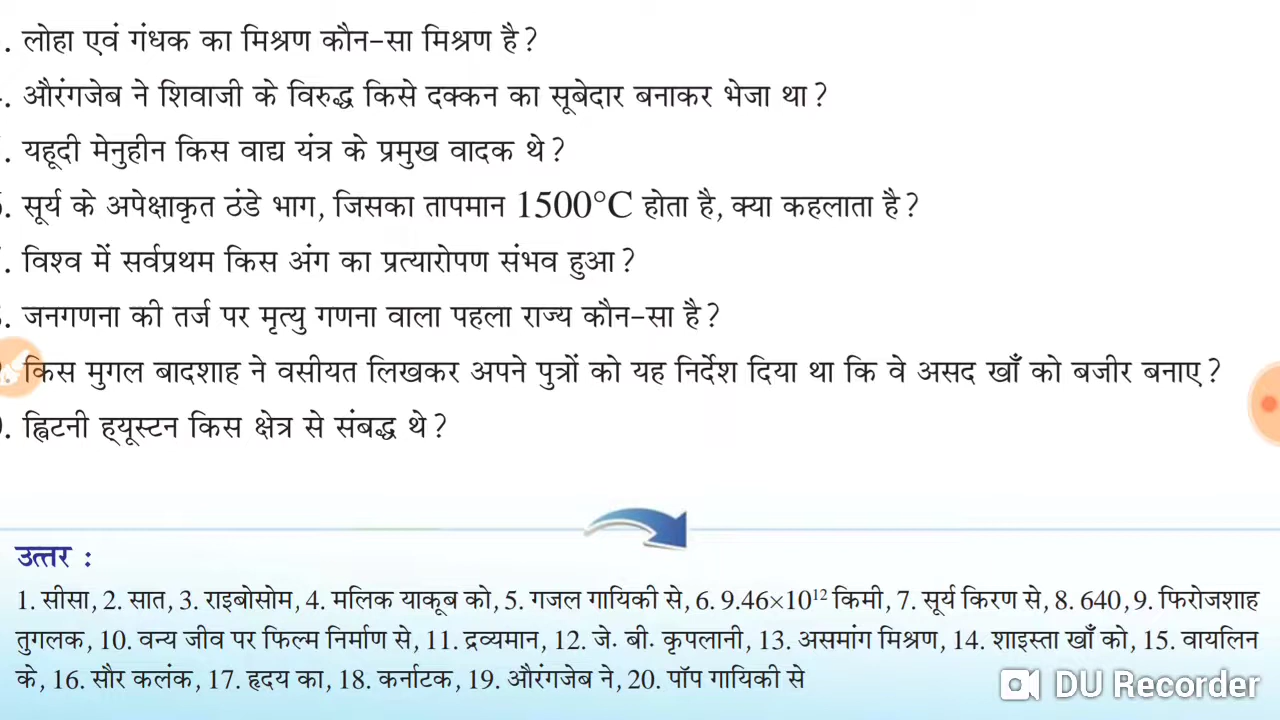 . लोहा एवं गंधक का मिश्रण कौन-सा मिश्रण है?
. औरंगजेब ने शिवाजी के विरुद्ध किसे दक्कन का सूबेदार बनाकर भेजा था?
. यहूदी मेनुहीन किस वाद्य यंत्र के प्रमुख वादक थे?
. सूर्य के अपेक्षाकृत ठंडे भाग, जिसका तापमान 1500°C होता है, क्या कहलाता है?
. विश्व में सर्वप्रथम किस अंग का प्रत्यारोपण संभव हुआ?
. जनगणना की तर्ज पर मृत्यु गणना वाला पहला राज्य कौन-सा है?
. किस मुगल बादशाह ने वसीयत लिखकर अपने पुत्रों को यह निर्देश दिया था कि वे असद खाँ को बजीर बनाए?
. ह्विटनी ह्यूस्टन किस क्षेत्र से संबद्ध थे?
उत्तर :
1. सीसा, 2. सात, 3. राइबोसोम, 4. मलिक याकूब को, 5. गजल गायिकी से, 6. 9.46×10¹² किमी, 7. सूर्य किरण से, 8. 640, 9. फिरोजशाह
तुगलक, 10. वन्य जीव पर फिल्म निर्माण से, 11. द्रव्यमान, 12. जे. बी. कृपलानी, 13. असमांग मिश्रण, 14. शाइस्ता खाँ को, 15. वायलिन
के, 16. सौर कलंक, 17. हृदय का, 18. कर्नाटक, 19. औरंगजेब ने, 20. पॉप गायिकी से
DU Recorder